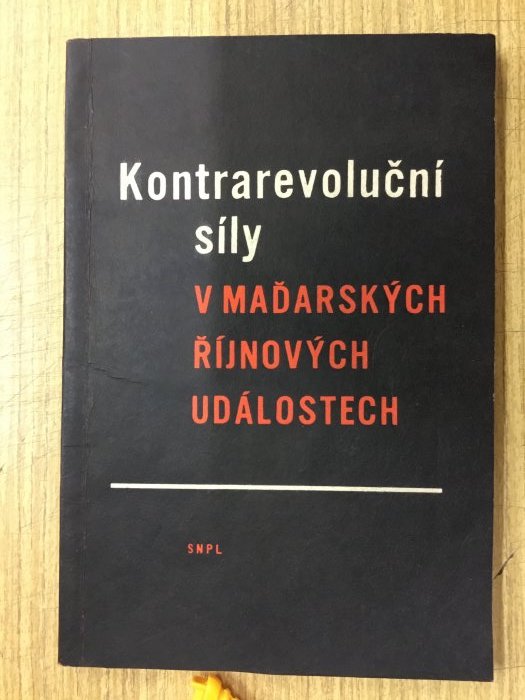 Kontrarevoluční
síly
V MAĎARSKÝCH
ŘÍJNOVÝCH
UDÁLOSTECH
SNPL